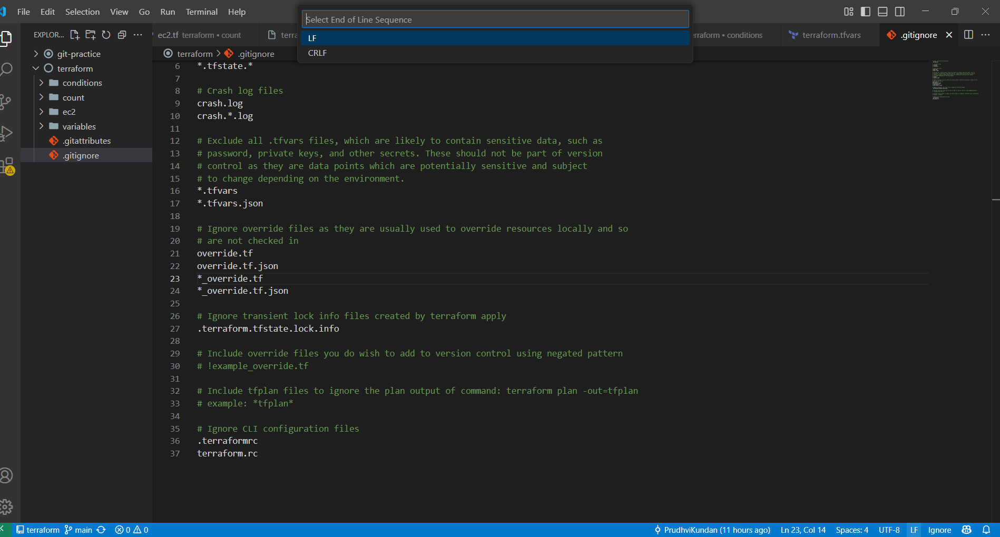 File Edit Selection View Go Run Terminal Help
Select End of Line Sequence
LF
CRLF
EXPLOR...
ec2.tf terraform • count
terra
rraform • conditions
terraform.tfvars
.gitignore
git-practice
terraform
conditions
count
ec2
variables
.gitattributes
.gitignore
terraform > .gitignore
6 *.tfstate.*
7
8 # Crash log files
9 crash.log
10 crash.*.log
11
12 # Exclude all .tfvars files, which are likely to contain sensitive data, such as
13 # password, private keys, and other secrets. These should not be part of version
14 # control as they are data points which are potentially sensitive and subject
15 # to change depending on the environment.
16 *.tfvars
17 *.tfvars.json
18
19 # Ignore override files as they are usually used to override resources locally and so
20 # are not checked in
21 override.tf
22 override.tf.json
23 *_override.tf
24 *_override.tf.json
25
26 # Ignore transient lock info files created by terraform apply
27 .terraform.tfstate.lock.info
28
29 # Include override files you do wish to add to version control using negated pattern
30 # !example_override.tf
31
32 # Include tfplan files to ignore the plan output of command: terraform plan -out=tfplan
33 # example: *tfplan*
34
35 # Ignore CLI configuration files
36 .terraformrc
37 terraform.rc
terraform main 0 0 PrudhviKundan (11 hours ago) Ln 23, Col 14 Spaces: 4 UTF-8 LF Ignore